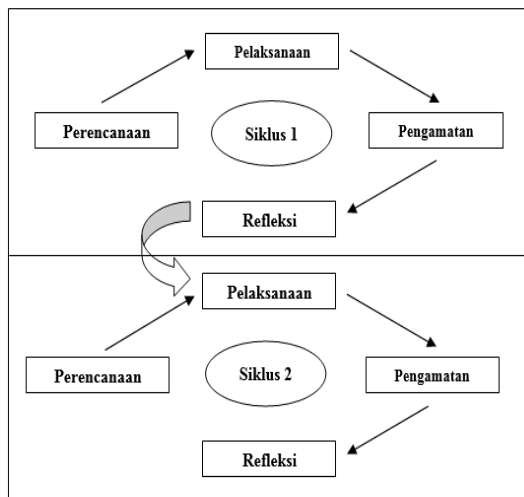 Pelaksanaan
Perencanaan
Siklus 1
Pengamatan
Refleksi
Pelaksanaan
Perencanaan
Siklus 2
Pengamatan
Refleksi